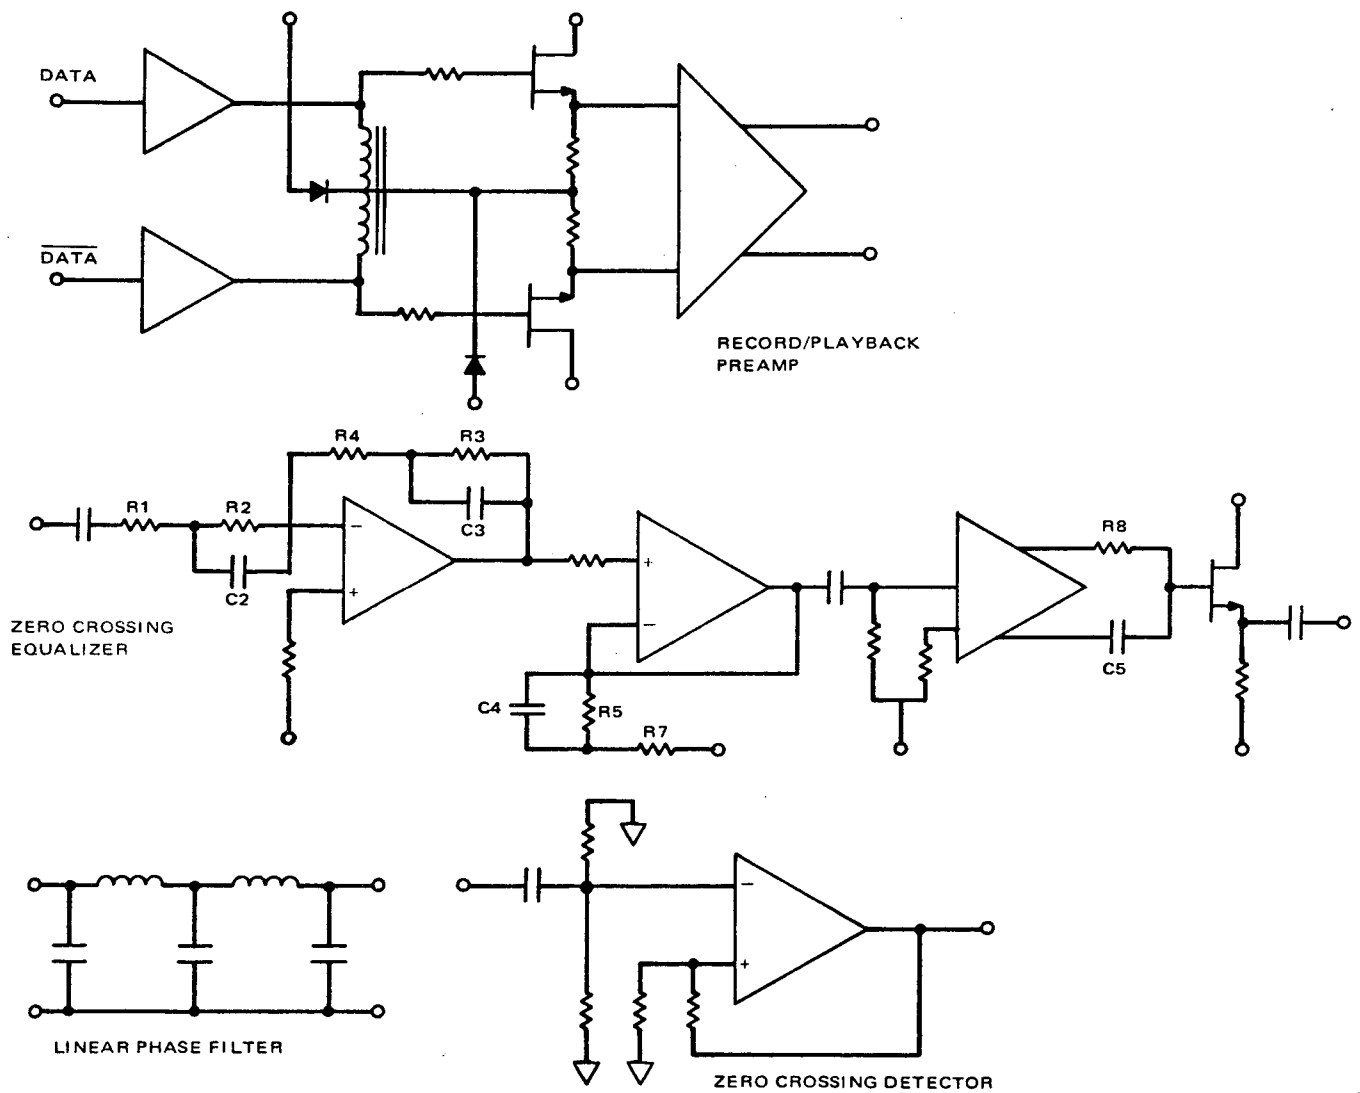 DATA
DATA
RECORD/PLAYBACK
PREAMP
R4
R3
R1
R2
−
C3
C2
+
ZERO CROSSING
EQUALIZER
+
−
C4
R5
R7
R8
C5
LINEAR PHASE FILTER
−
+
ZERO CROSSING DETECTOR